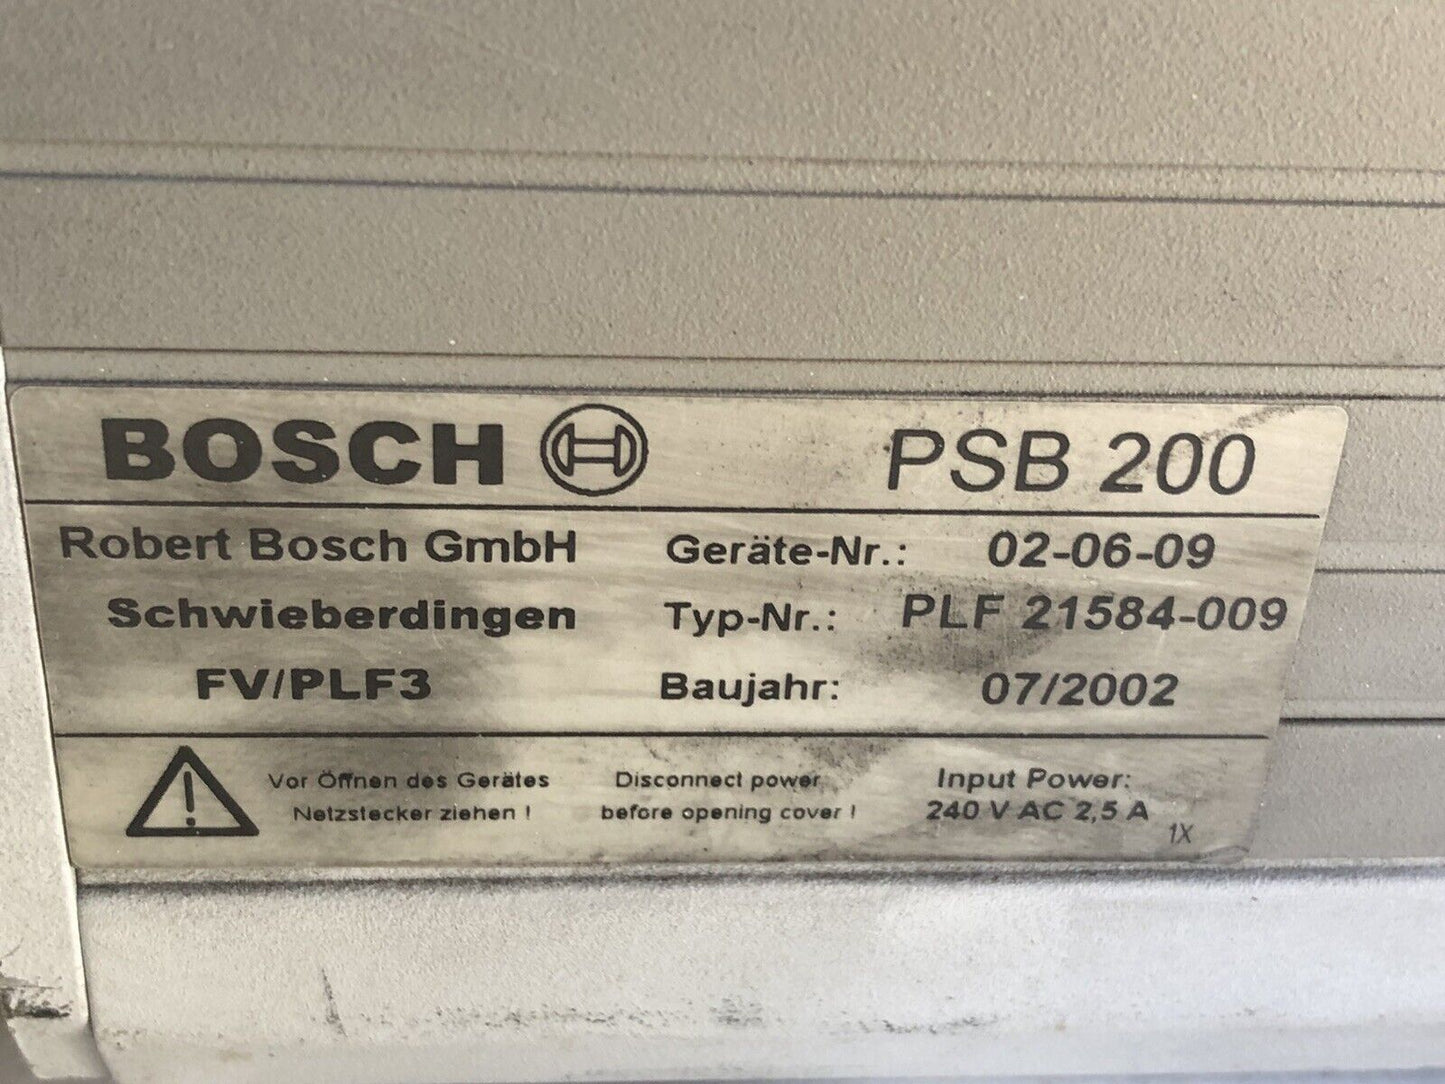 BOSCH PSB 200
Robert Bosch GmbH Geräte-Nr.: 02-06-09
Schwieberdingen Typ-Nr.: PLF 21584-009
FV/PLF3 Baujahr: 07/2002
Vor Öffnen des Gerätes Disconnect power Input Power:
Netzstecker ziehen ! before opening cover ! 240 V AC 2,5 A
1X